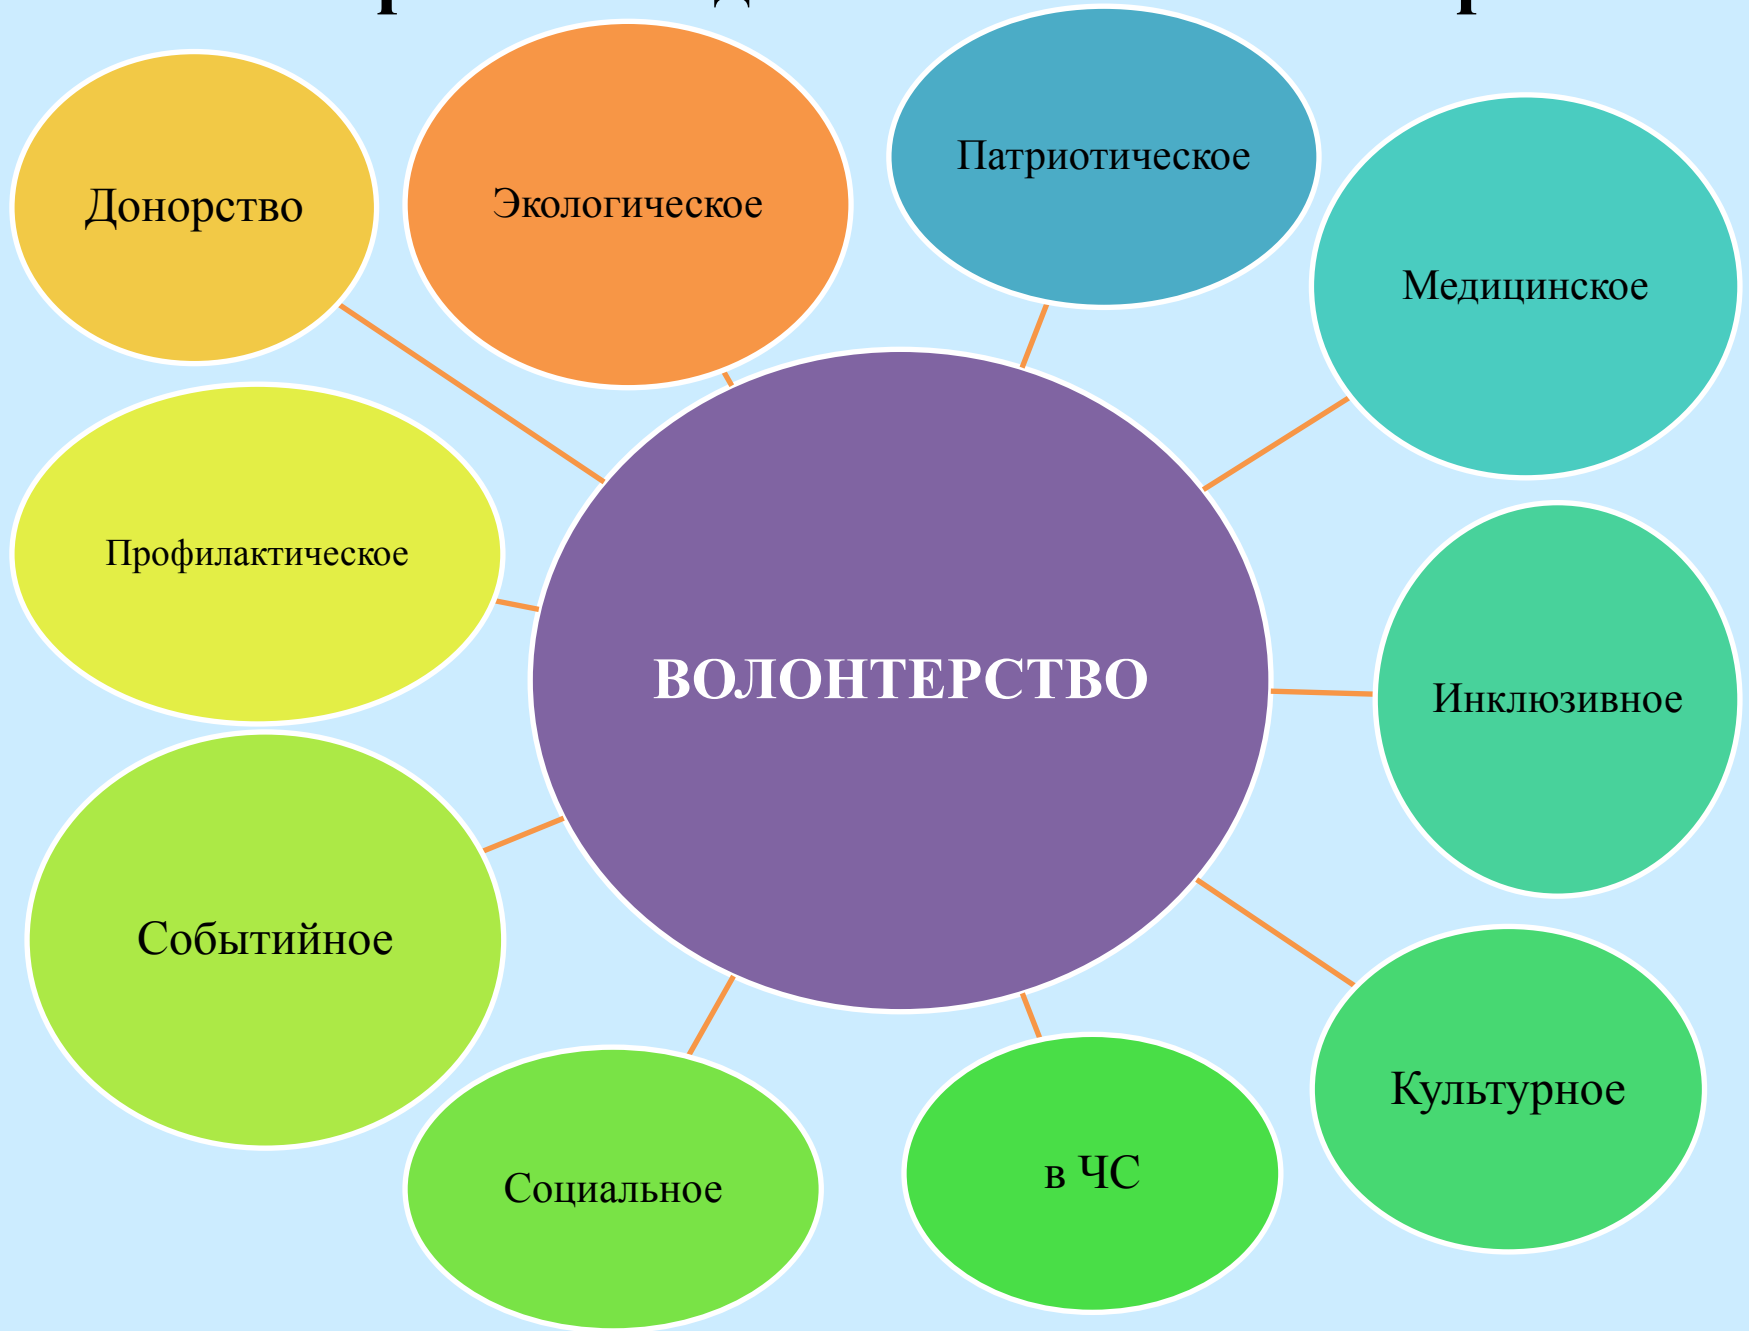 Патриотическое
Экологическое
Донорство
Медицинское
Профилактическое
ВОЛОНТЕРСТВО
Инклюзивное
Событийное
Культурное
в ЧС
Социальное